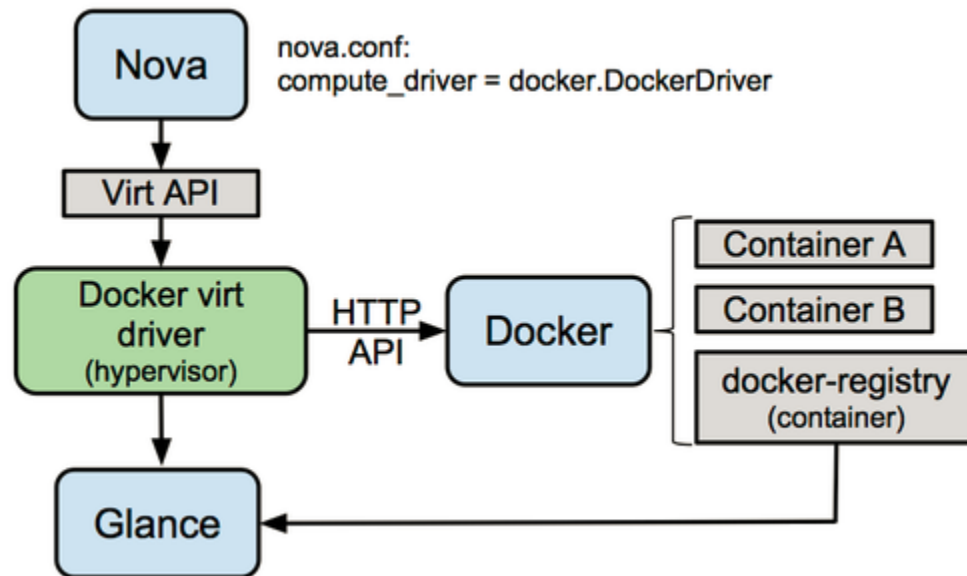 Nova
nova.conf:
compute_driver = docker.DockerDriver
Virt API
Docker virt
driver
(hypervisor)
HTTP
API
Docker
Container A
Container B
docker-registry
(container)
Glance